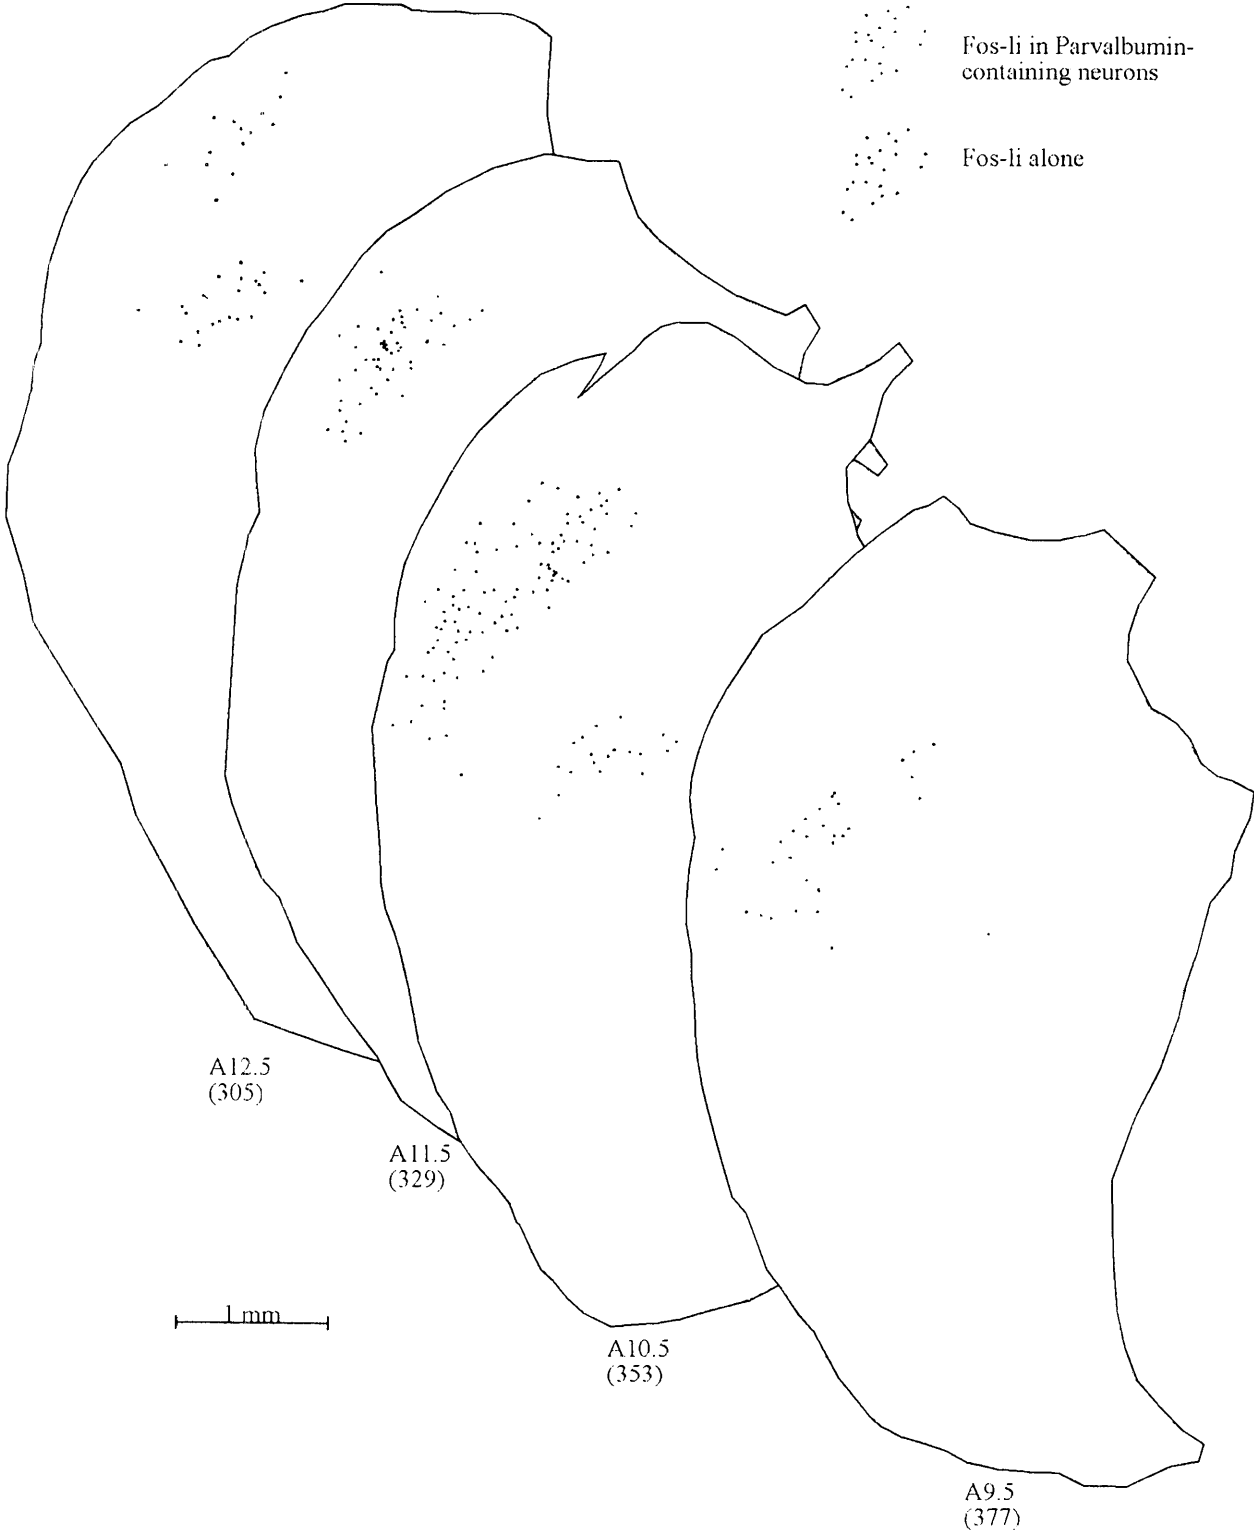 Fos-li in Parvalbumin-
containing neurons
Fos-li alone
A12.5
(305)
A11.5
(329)
1 mm
A10.5
(353)
A9.5
(377)